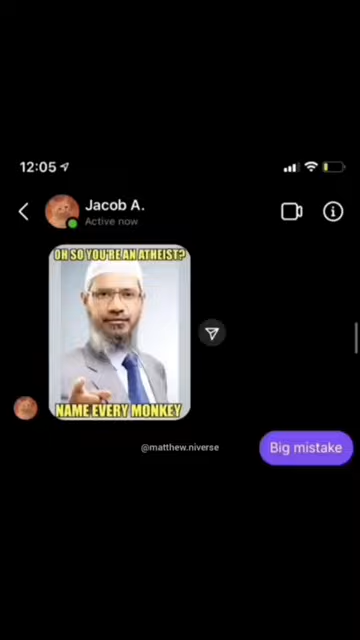 12:05
Jacob A.
Active now
OH SO YOU'RE AN ATHEIST?
NAME EVERY MONKEY
@matthew.niverse
Big mistake